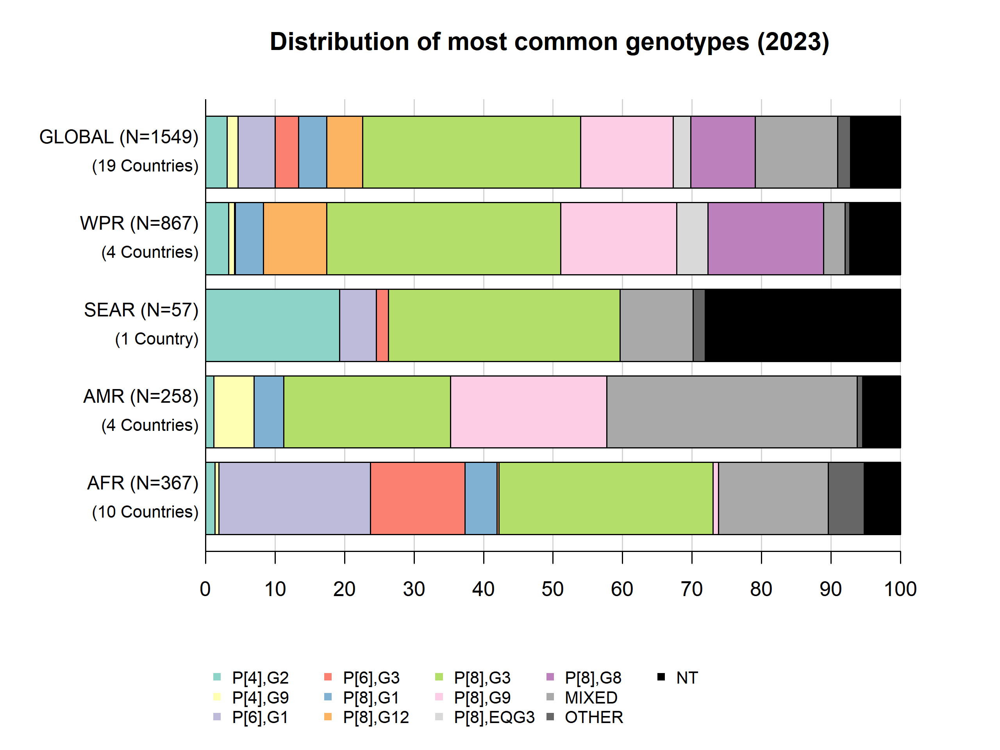 Distribution of most common genotypes (2023)
GLOBAL (N=1549)
(19 Countries)
WPR (N=867)
(4 Countries)
SEAR (N=57)
(1 Country)
AMR (N=258)
(4 Countries)
AFR (N=367)
(10 Countries)
0 10 20 30 40 50 60 70 80 90 100
P[4],G2 P[6],G3 P[8],G3 P[8],G8 NT
P[4],G9 P[8],G1 P[8],G9 MIXED
P[6],G1 P[8],G12 P[8],EQG3 OTHER